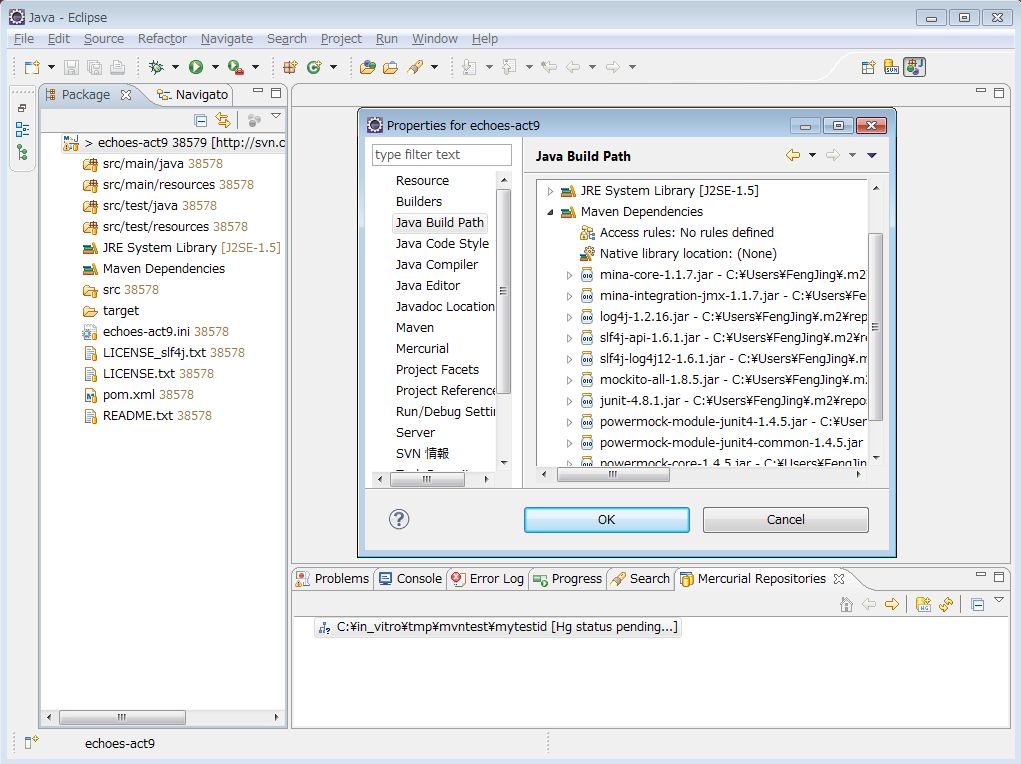 Java - Eclipse
File Edit Source Refactor Navigate Search Project Run Window Help
Package Navigato
> echoes-act9 38579 [http://svn.c
src/main/java 38578
src/main/resources 38578
src/test/java 38578
src/test/resources 38578
JRE System Library [J2SE-1.5]
Maven Dependencies
src 38578
target
echoes-act9.ini 38578
LICENSE_slf4j.txt 38578
LICENSE.txt 38578
pom.xml 38578
README.txt 38578
Properties for echoes-act9
type filter text
Resource
Builders
Java Build Path
Java Code Style
Java Compiler
Java Editor
Javadoc Location
Maven
Mercurial
Project Facets
Project Reference
Run/Debug Settin
Server
SVN 情報
Java Build Path
JRE System Library [J2SE-1.5]
Maven Dependencies
Access rules: No rules defined
Native library location: (None)
mina-core-1.1.7.jar - C:¥Users¥FengJing¥.m2
mina-integration-jmx-1.1.7.jar - C:¥Users¥Fe
log4j-1.2.16.jar - C:¥Users¥FengJing¥.m2¥rep
slf4j-api-1.6.1.jar - C:¥Users¥FengJing¥.m2¥r
slf4j-log4j12-1.6.1.jar - C:¥Users¥FengJing¥.m
mockito-all-1.8.5.jar - C:¥Users¥FengJing¥.m2
junit-4.8.1.jar - C:¥Users¥FengJing¥.m2¥repo
powermock-module-junit4-1.4.5.jar - C:¥User
powermock-module-junit4-common-1.4.5.jar
powermock-core-1.4.5.jar - C:¥Users¥FengJin
OK Cancel
Problems Console Error Log Progress Search Mercurial Repositories
C:¥in_vitro¥tmp¥mvntest¥mytestid [Hg status pending...]
echoes-act9